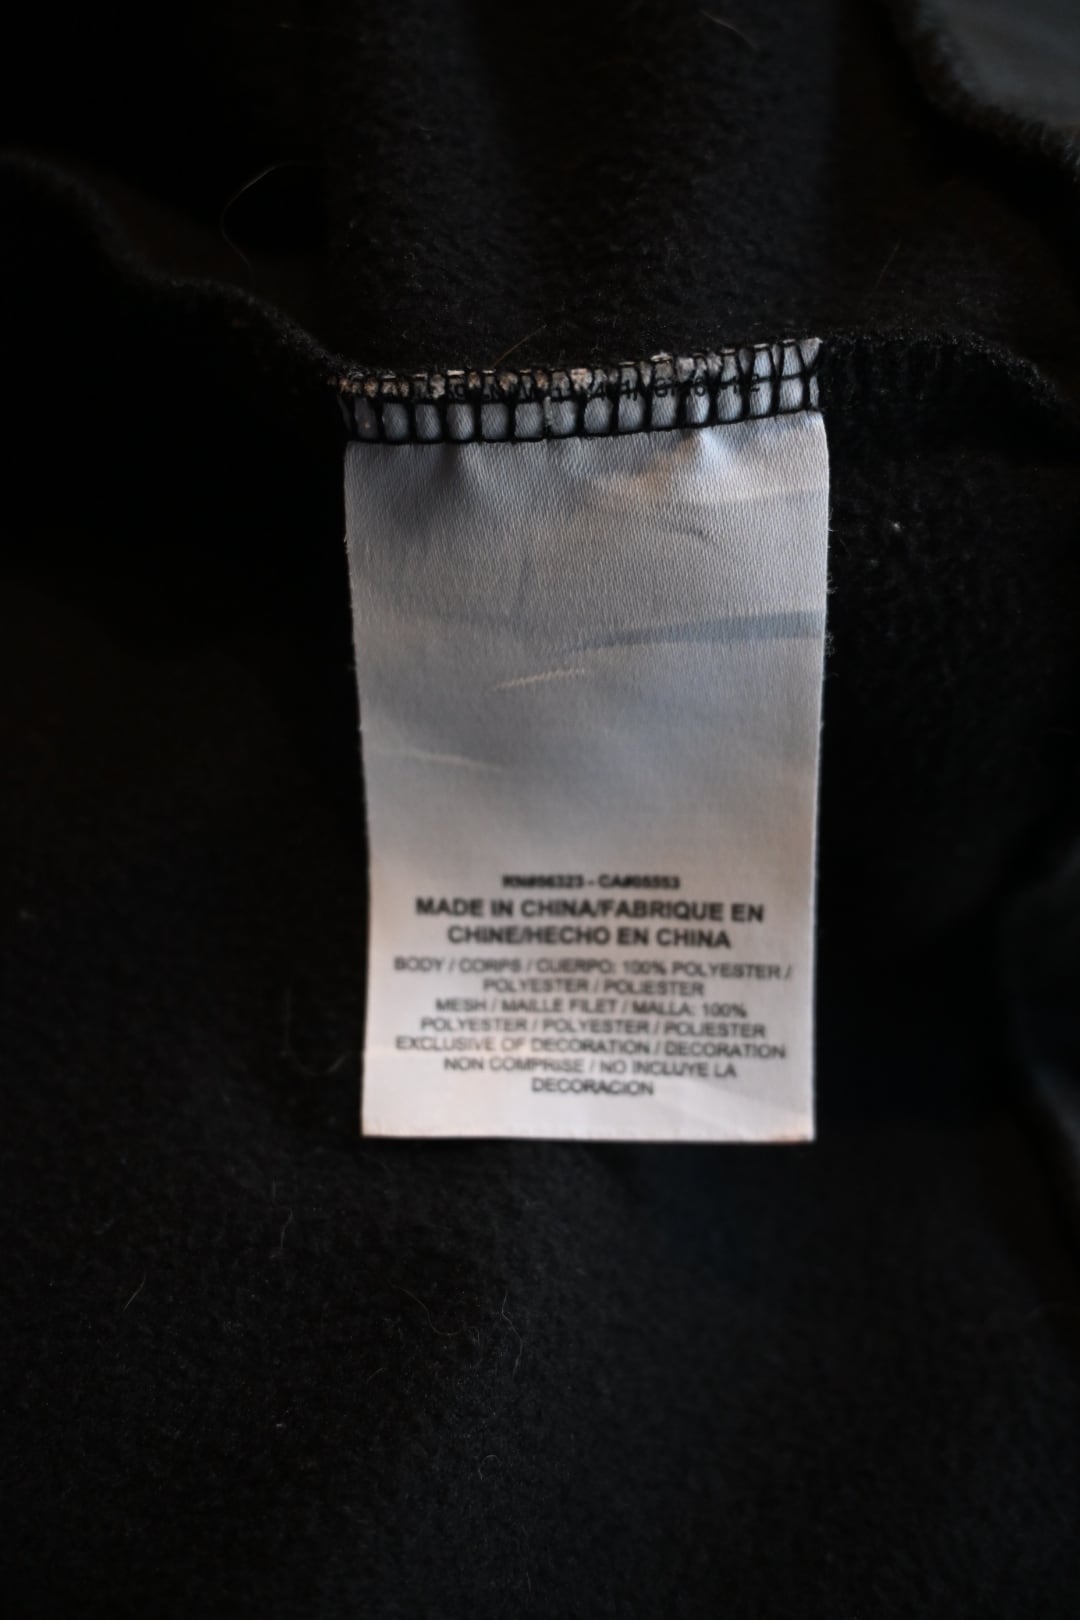 RN#56323 - CA#05553
MADE IN CHINA/FABRIQUE EN
CHINE/HECHO EN CHINA
BODY / CORPS / CUERPO: 100% POLYESTER /
POLYESTER / POLIESTER
MESH / MAILLE FILET / MALLA: 100%
POLYESTER / POLYESTER / POLIESTER
EXCLUSIVE OF DECORATION / DECORATION
NON COMPRISE / NO INCLUYE LA
DECORACION